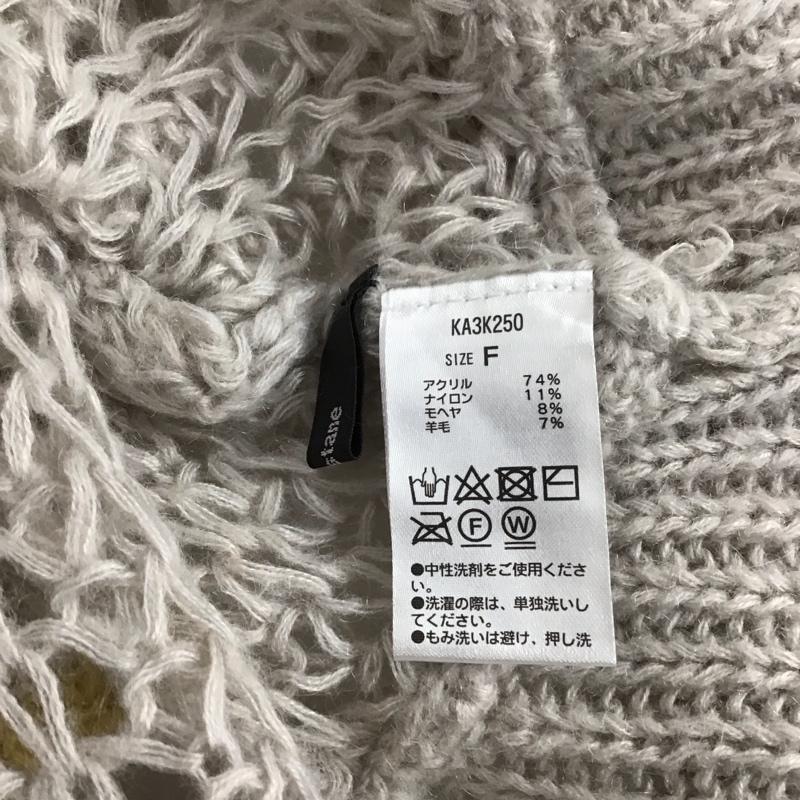 KA3K250
SIZE F
アクリル 74%
ナイロン 11%
モヘヤ 8%
羊毛 7%
F W
●中性洗剤をご使用くださ
い。
●洗濯の際は、単独洗いし
てください。
●もみ洗いは避け、押し洗